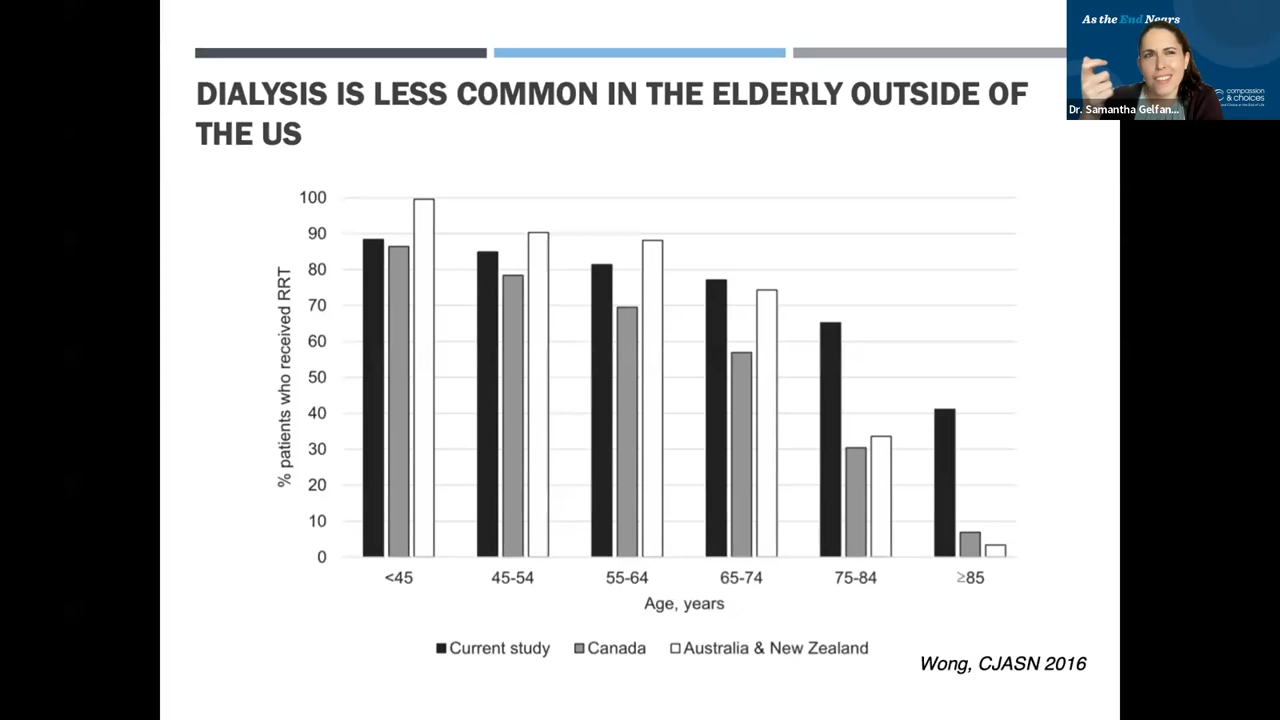 As the End Nears
compassion
& choices
Dr. Samantha Gelfan...
DIALYSIS IS LESS COMMON IN THE ELDERLY OUTSIDE OF
THE US
% patients who received RRT
100
90
80
70
60
50
40
30
20
10
0
<45
45-54
55-64
65-74
75-84
≥85
Age, years
Current study
Canada
Australia & New Zealand
Wong, CJASN 2016